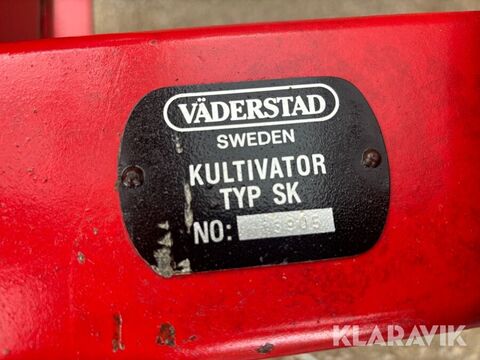 VÄDERSTAD
SWEDEN
KULTIVATOR
TYP SK
NO:
KLARAVIK